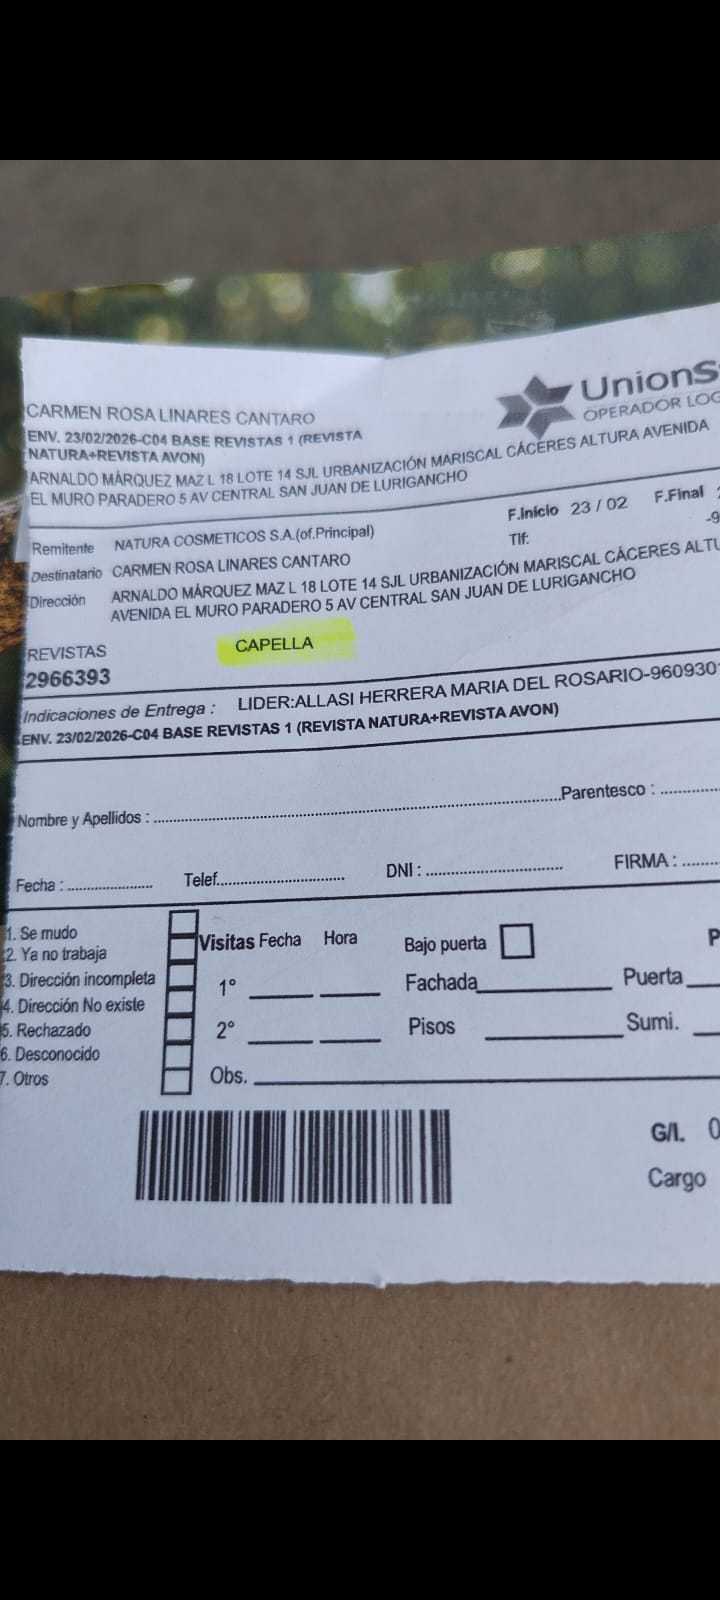 UnionS
OPERADOR LOG
CARMEN ROSA LINARES CANTARO
ENV. 23/02/2026-C04 BASE REVISTAS 1 (REVISTA
NATURA+REVISTA AVON)
ARNALDO MÁRQUEZ MAZ L 18 LOTE 14 SJL URBANIZACIÓN MARISCAL CÁCERES ALTURA AVENIDA
EL MURO PARADERO 5 AV CENTRAL SAN JUAN DE LURIGANCHO
Remitente NATURA COSMETICOS S.A.(of.Principal) F.Inicio 23 / 02 F.Final
Destinatario CARMEN ROSA LINARES CANTARO Tlf: -9
Dirección ARNALDO MÁRQUEZ MAZ L 18 LOTE 14 SJL URBANIZACIÓN MARISCAL CÁCERES ALTU
AVENIDA EL MURO PARADERO 5 AV CENTRAL SAN JUAN DE LURIGANCHO
REVISTAS CAPELLA
2966393
Indicaciones de Entrega : LIDER:ALLASI HERRERA MARIA DEL ROSARIO-960930
ENV. 23/02/2026-C04 BASE REVISTAS 1 (REVISTA NATURA+REVISTA AVON)
Nombre y Apellidos : Parentesco :
Fecha : Telef. DNI : FIRMA :
1. Se mudo
2. Ya no trabaja
3. Dirección incompleta
4. Dirección No existe
5. Rechazado
6. Desconocido
7. Otros
Visitas Fecha Hora Bajo puerta P
1° Fachada Puerta
2° Pisos Sumi.
Obs.
G/I. 0
Cargo